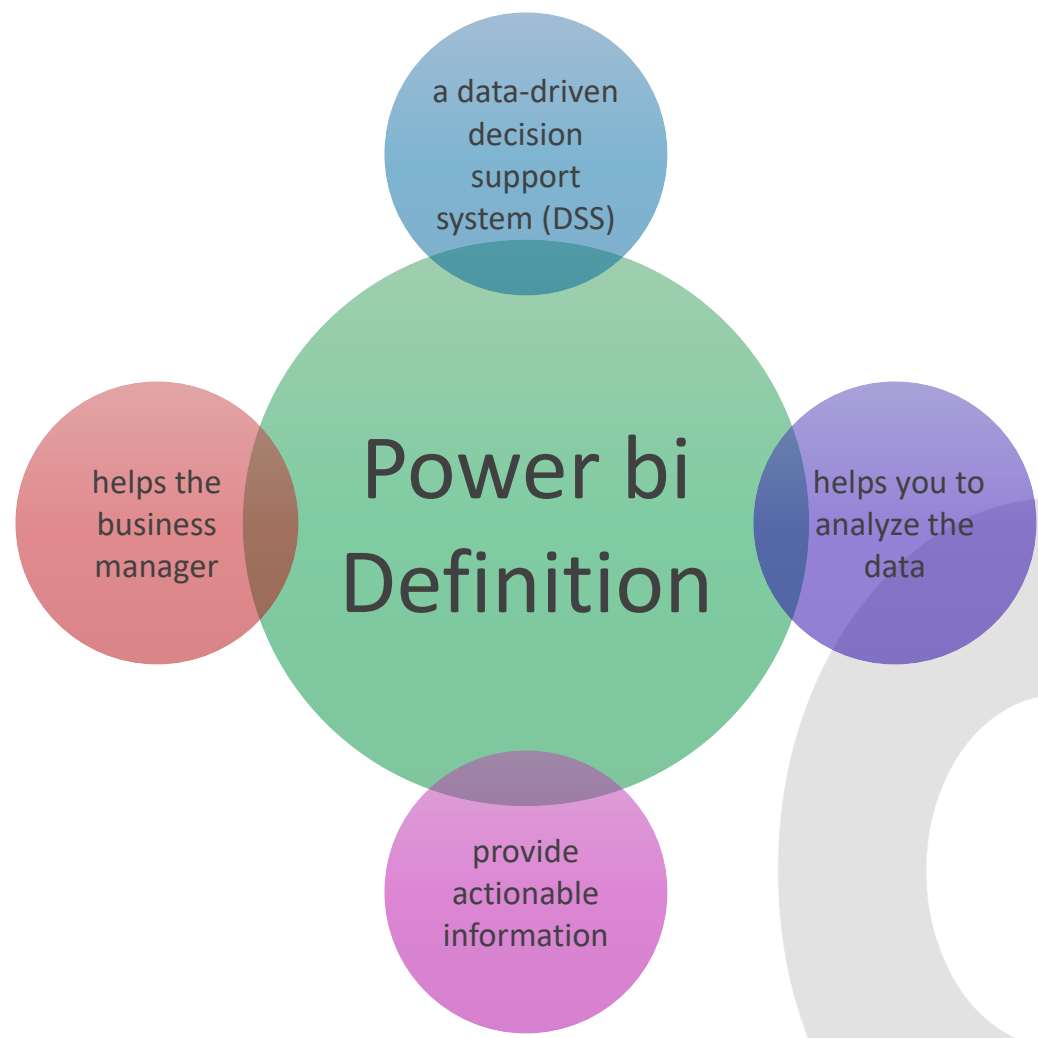 a data-driven
decision
support
system (DSS)
helps the
business
manager
Power bi
Definition
helps you to
analyze the
data
provide
actionable
information